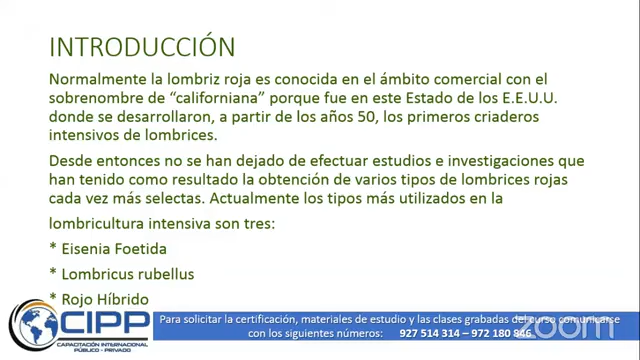 INTRODUCCIÓN
Normalmente la lombriz roja es conocida en el ámbito comercial con el
sobrenombre de “californiana” porque fue en este Estado de los E.E.U.U.
donde se desarrollaron, a partir de los años 50, los primeros criaderos
intensivos de lombrices.
Desde entonces no se han dejado de efectuar estudios e investigaciones que
han tenido como resultado la obtención de varios tipos de lombrices rojas
cada vez más selectas. Actualmente los tipos más utilizados en la
lombricultura intensiva son tres:
* Eisenia Foetida
* Lombricus rubellus
* Rojo Híbrido
CIPP
CAPACITACIÓN INTERNACIONAL
PÚBLICO - PRIVADO
Para solicitar la certificación, materiales de estudio y las clases grabadas del curso comunicarse
con los siguientes números: 927 514 314 – 972 180 846
zoom